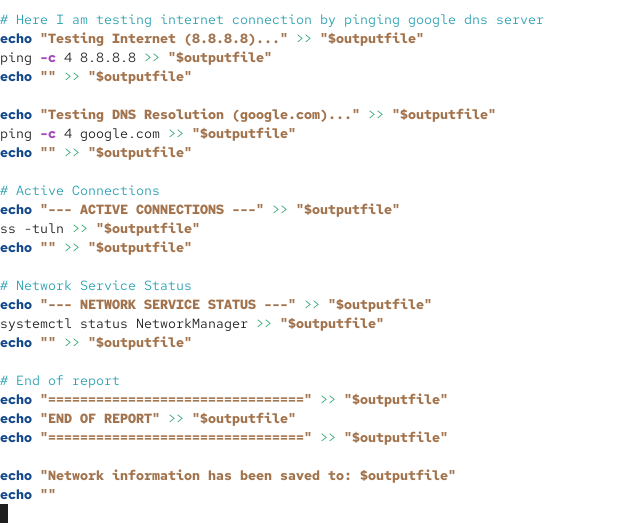 # Here I am testing internet connection by pinging google dns server
echo "Testing Internet (8.8.8.8)..." >> "$outputfile"
ping -c 4 8.8.8.8 >> "$outputfile"
echo "" >> "$outputfile"

echo "Testing DNS Resolution (google.com)..." >> "$outputfile"
ping -c 4 google.com >> "$outputfile"
echo "" >> "$outputfile"

# Active Connections
echo "--- ACTIVE CONNECTIONS ---" >> "$outputfile"
ss -tuln >> "$outputfile"
echo "" >> "$outputfile"

# Network Service Status
echo "--- NETWORK SERVICE STATUS ---" >> "$outputfile"
systemctl status NetworkManager >> "$outputfile"
echo "" >> "$outputfile"

# End of report
echo "================================" >> "$outputfile"
echo "END OF REPORT" >> "$outputfile"
echo "================================" >> "$outputfile"

echo "Network information has been saved to: $outputfile"
echo ""